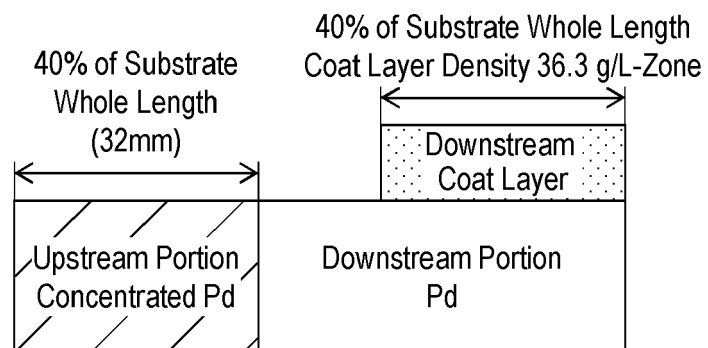 40% of Substrate
Whole Length
(32mm)
40% of Substrate Whole Length
Coat Layer Density 36.3 g/L-Zone
Downstream
Coat Layer
Upstream Portion
Concentrated Pd
Downstream Portion
Pd